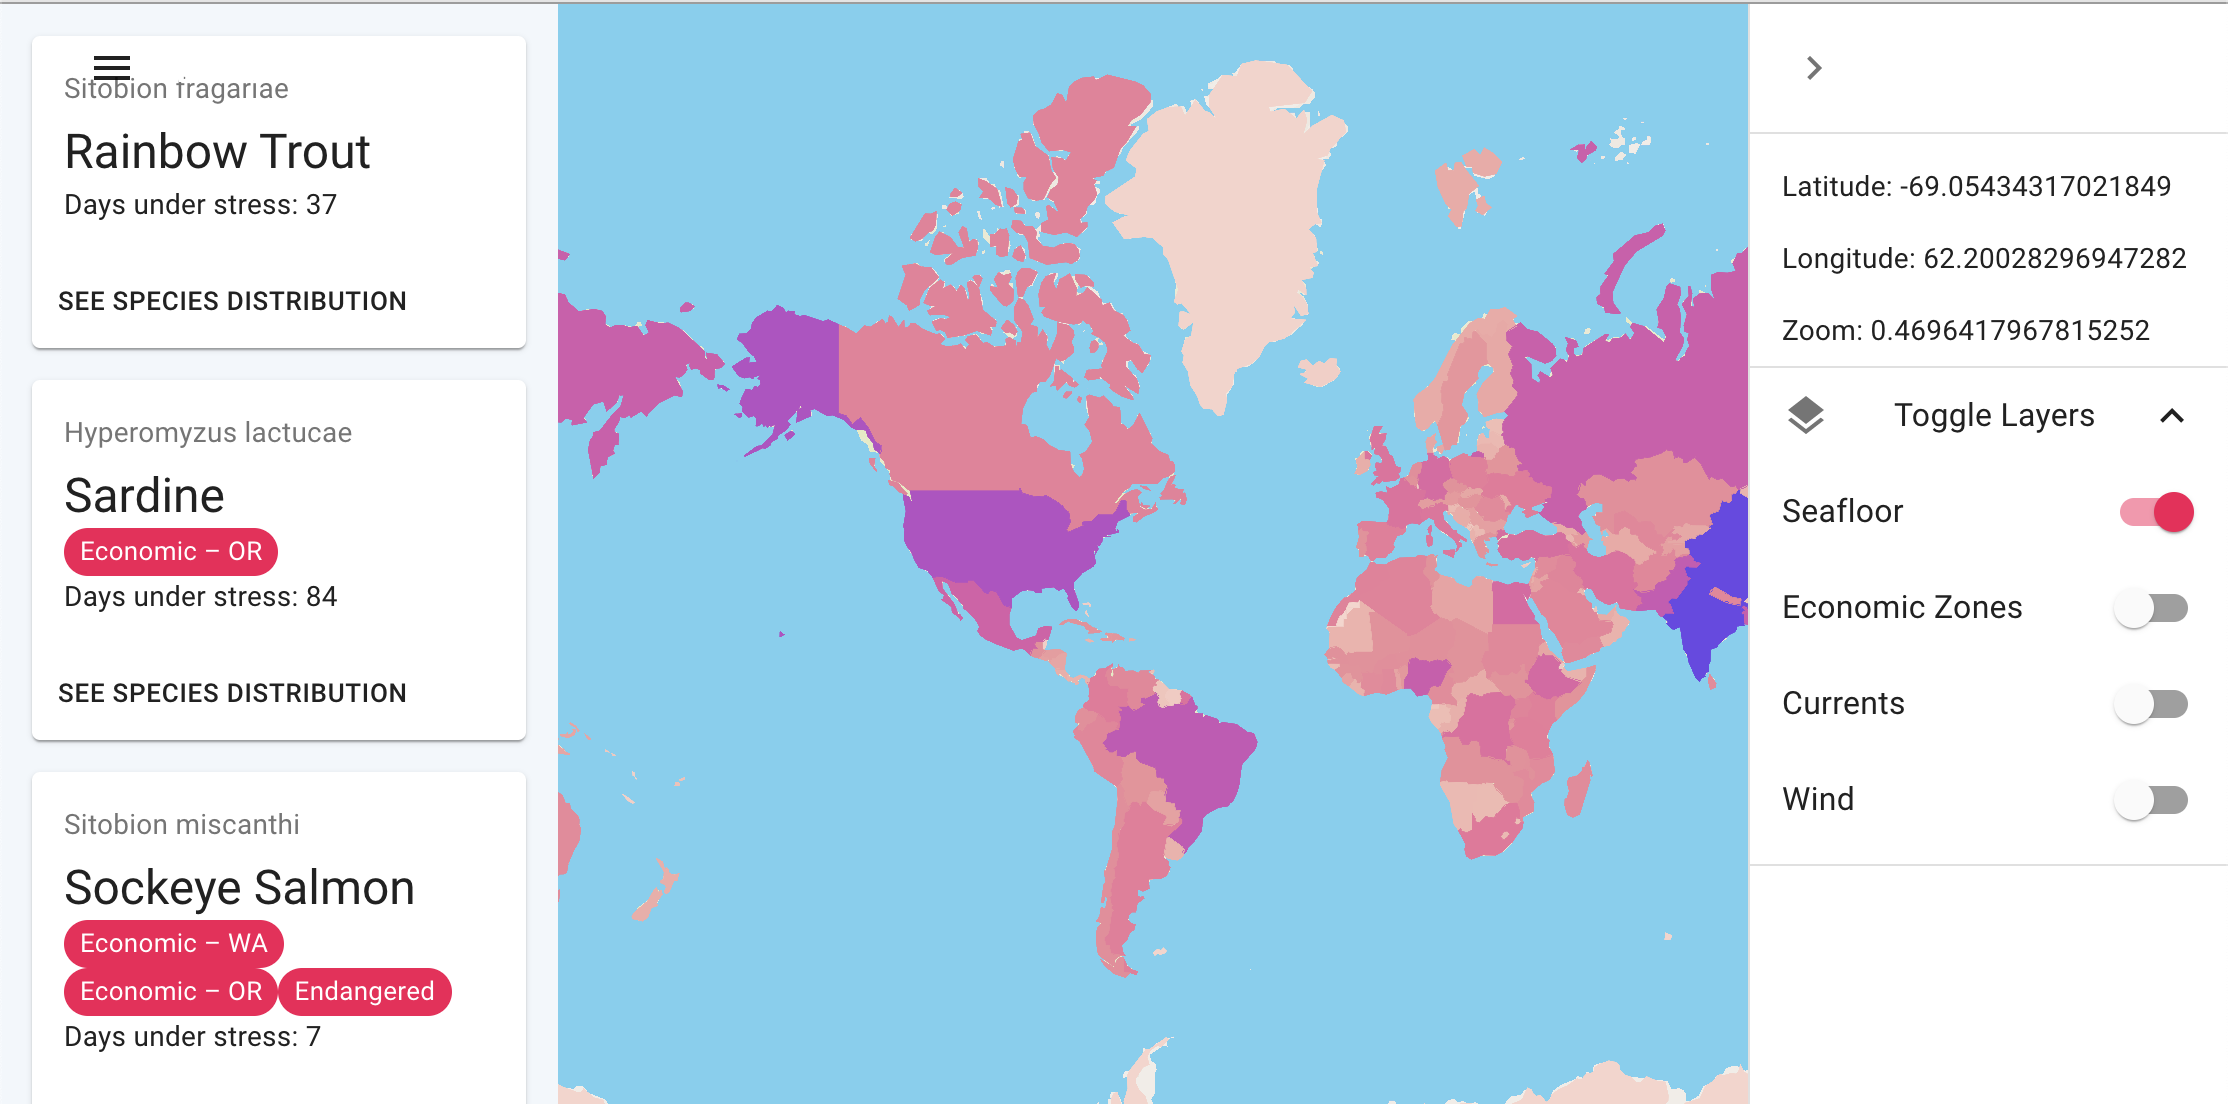 Sitobion fragariae
Rainbow Trout
Days under stress: 37
SEE SPECIES DISTRIBUTION
Hyperomyzus lactucae
Sardine
Economic – OR
Days under stress: 84
SEE SPECIES DISTRIBUTION
Sitobion miscanthi
Sockeye Salmon
Economic – WA
Economic – OR Endangered
Days under stress: 7
Latitude: -69.05434317021849
Longitude: 62.20028296947282
Zoom: 0.4696417967815252
Toggle Layers
Seafloor
Economic Zones
Currents
Wind